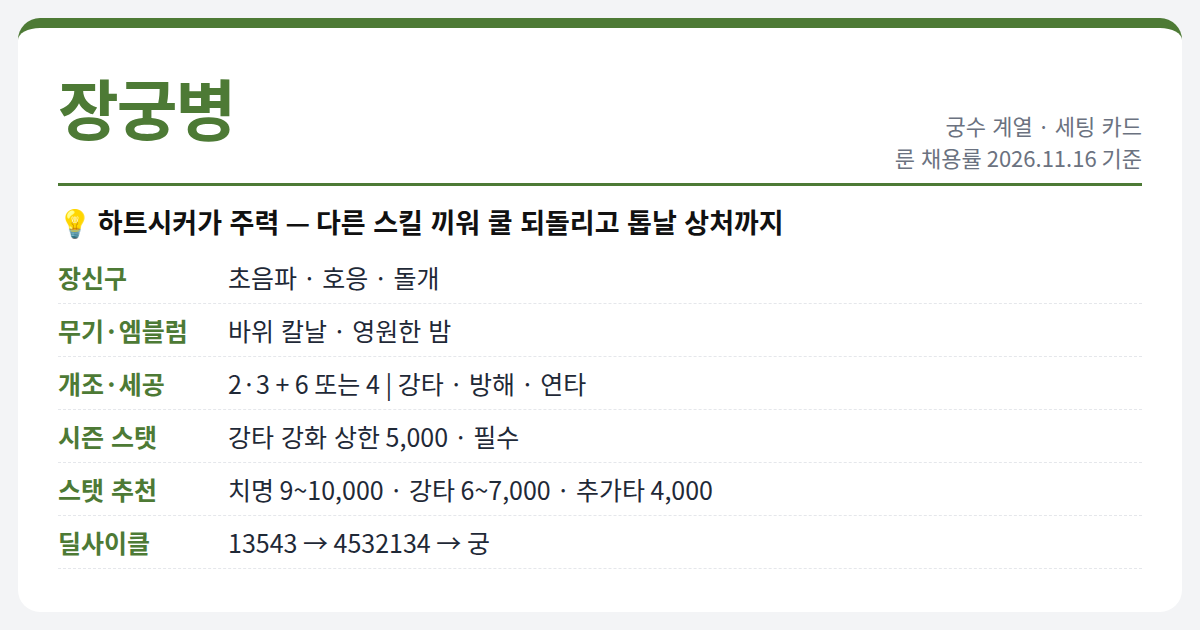 장궁병
궁수 계열 · 세팅 카드
룬 채용률 2026.11.16 기준
💡 하트시커가 주력 — 다른 스킬 끼워 쿨 되돌리고 톱날 상처까지
장신구 초음파 · 호응 · 돌개
무기·엠블럼 바위 칼날 · 영원한 밤
개조·세공 2·3 + 6 또는 4 | 강타 · 방해 · 연타
시즌 스탯 강타 강화 상한 5,000 · 필수
스탯 추천 치명 9~10,000 · 강타 6~7,000 · 추가타 4,000
딜사이클 13543 → 4532134 → 궁